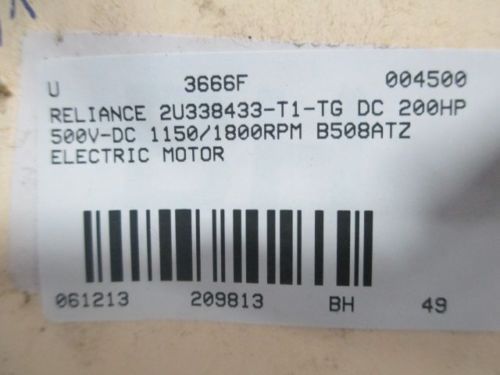 U 3666F 004500
RELIANCE 2U338433-T1-TG DC 200HP
500V-DC 1150/1800RPM B508ATZ
ELECTRIC MOTOR
061213 209813 BH 49